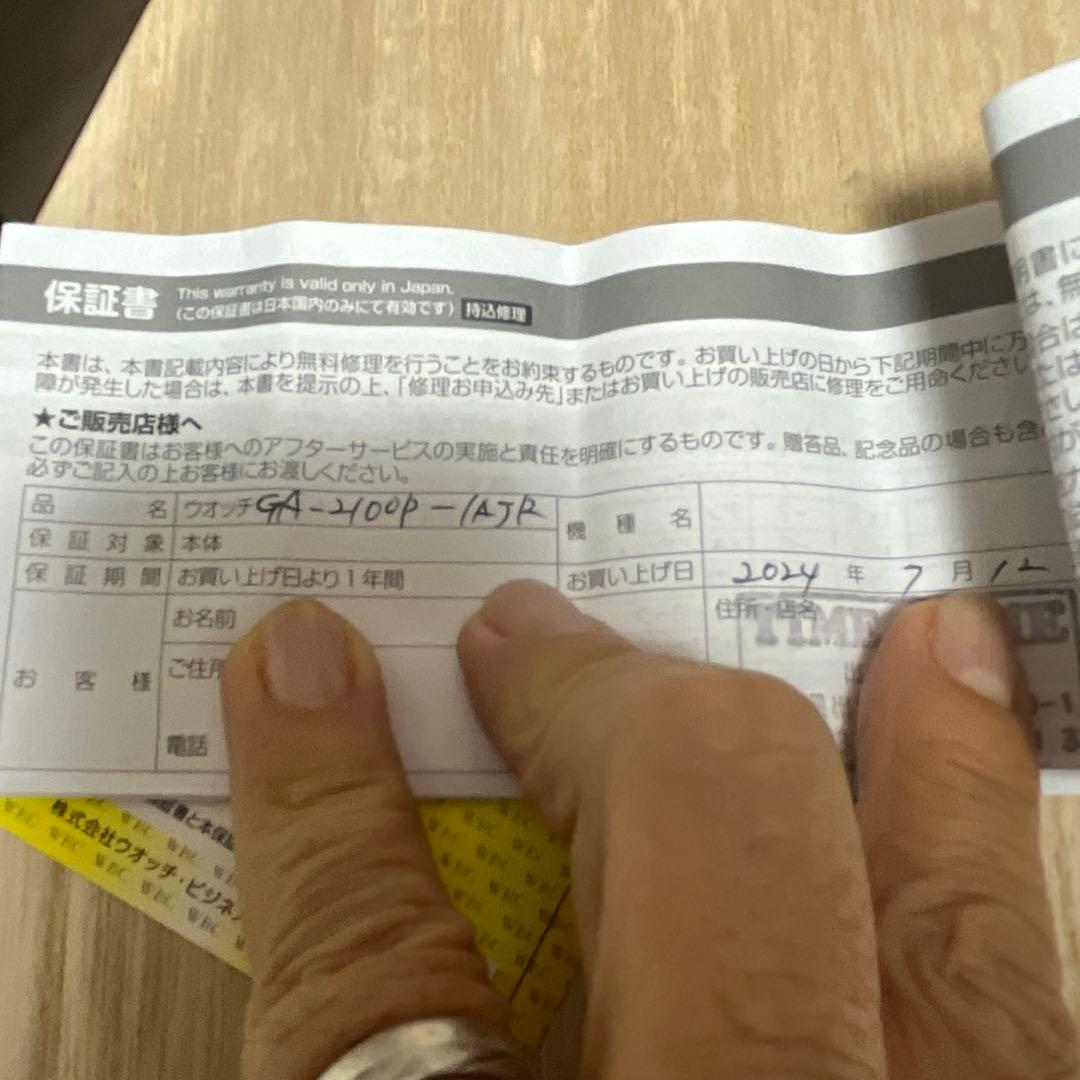 保証書 This warranty is valid only in Japan.
(この保証書は日本国内のみにて有効です) 持込修理
本書は、本書記載内容により無料修理を行うことをお約束するものです。お買い上げの日から下記期間中に万
障が発生した場合は、本書を提示の上、「修理お申込み先」またはお買い上げの販売店に修理をご用命くださ
★ご販売店様へ
この保証書はお客様へのアフターサービスの実施と責任を明確にするものです。贈答品、記念品の場合も含
必ずご記入の上お客様にお渡しください。
品名 ウオッチ GA-2100P-1AJR 機種名
保証対象 本体
保証期間 お買い上げ日より1年間 お買い上げ日 2024年7月12
お客様 お名前 住所・店名
ご住所
電話
株式会社ウオッチ・ビジネ
WBC